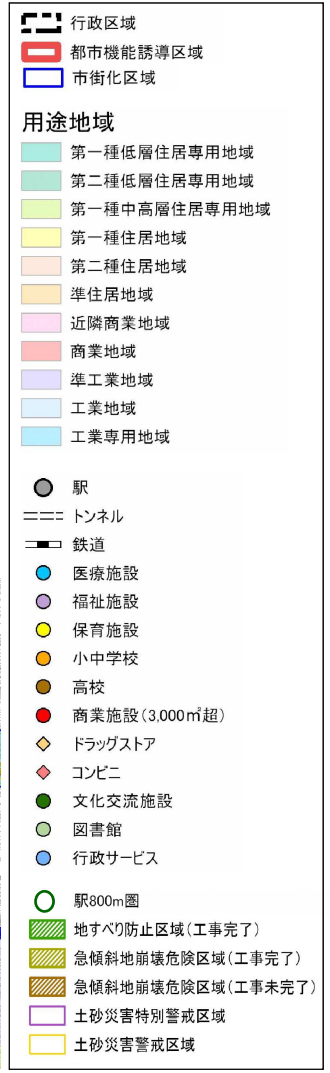 行政区域
都市機能誘導区域
市街化区域
用途地域
第一種低層住居専用地域
第二種低層住居専用地域
第一種中高層住居専用地域
第一種住居地域
第二種住居地域
準住居地域
近隣商業地域
商業地域
準工業地域
工業地域
工業専用地域
駅
トンネル
鉄道
医療施設
福祉施設
保育施設
小中学校
高校
商業施設(3,000㎡超)
ドラッグストア
コンビニ
文化交流施設
図書館
行政サービス
駅800m圏
地すべり防止区域(工事完了)
急傾斜地崩壊危険区域(工事完了)
急傾斜地崩壊危険区域(工事未完了)
土砂災害特別警戒区域
土砂災害警戒区域